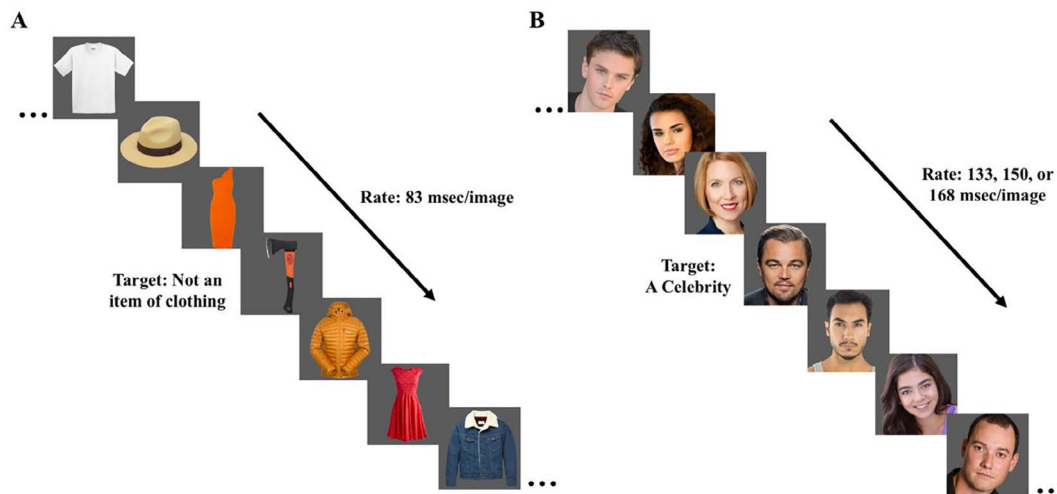 A
B
...
...
Rate: 83 msec/image
Rate: 133, 150, or
168 msec/image
Target: Not an
item of clothing
Target:
A Celebrity
...
..